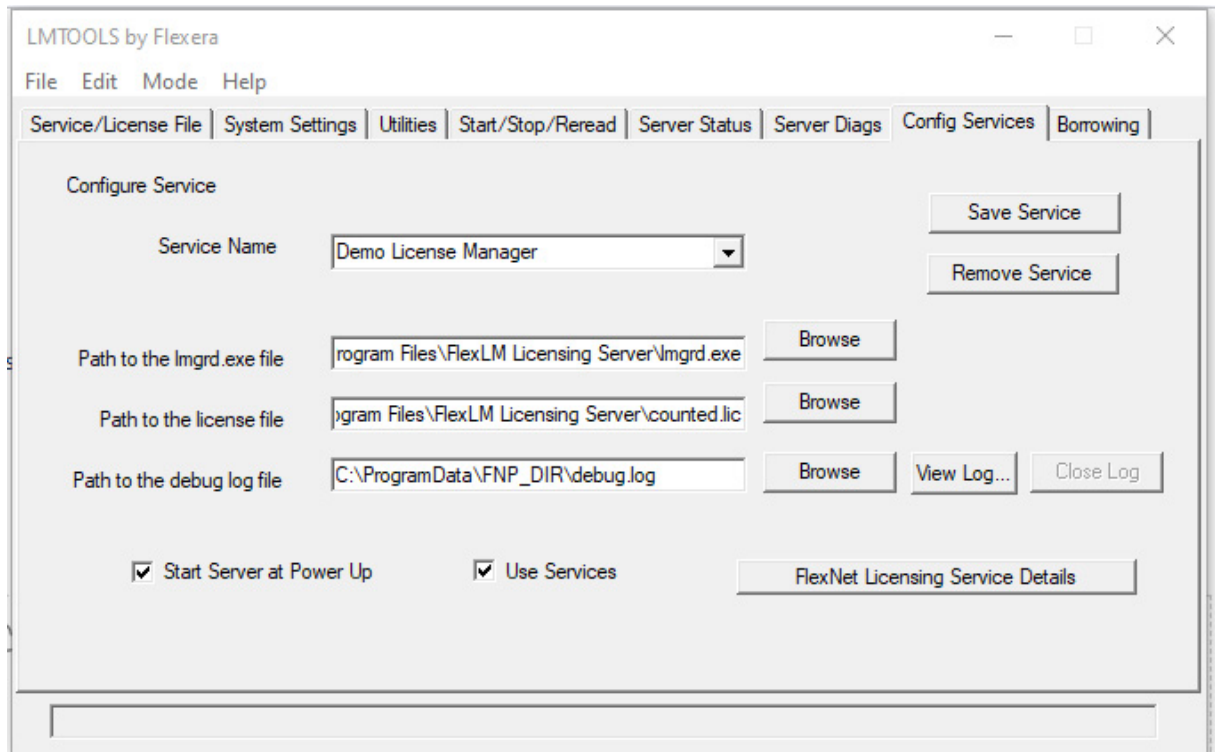 LMTOOLS by Flexera
File Edit Mode Help
Service/License File System Settings Utilities Start/Stop/Reread Server Status Server Diags Config Services Borrowing
Configure Service
Save Service
Service Name Demo License Manager
Remove Service
Path to the lmgrd.exe file rogram Files\FlexLM Licensing Server\lmgrd.exe Browse
Path to the license file ogram Files\FlexLM Licensing Server\counted.lic Browse
Path to the debug log file C:\ProgramData\FNP_DIR\debug.log Browse View Log... Close Log
Start Server at Power Up Use Services FlexNet Licensing Service Details